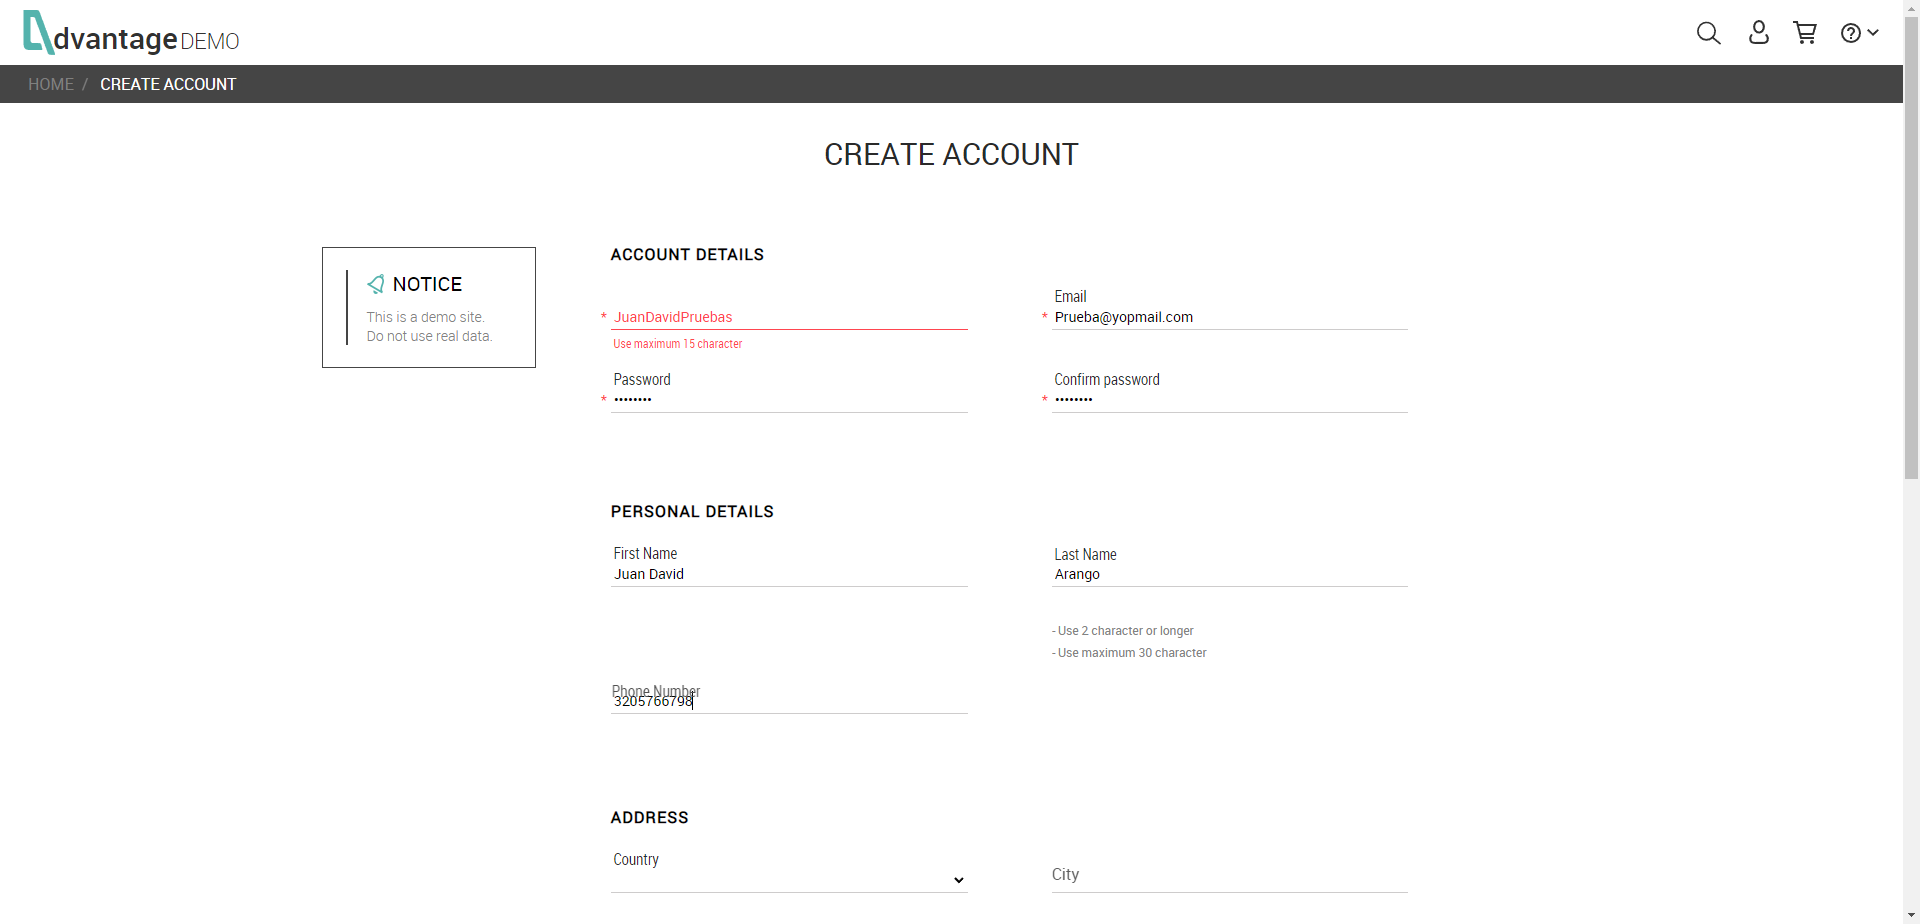 dvantage DEMO
HOME / CREATE ACCOUNT
CREATE ACCOUNT
NOTICE
This is a demo site.
Do not use real data.
ACCOUNT DETAILS
* JuanDavidPruebas
Use maximum 15 character
Email
* Prueba@yopmail.com
Password
* ••••••••
Confirm password
* ••••••••
PERSONAL DETAILS
First Name
Juan David
Last Name
Arango
- Use 2 character or longer
- Use maximum 30 character
Phone Number
3205766798
ADDRESS
Country
City